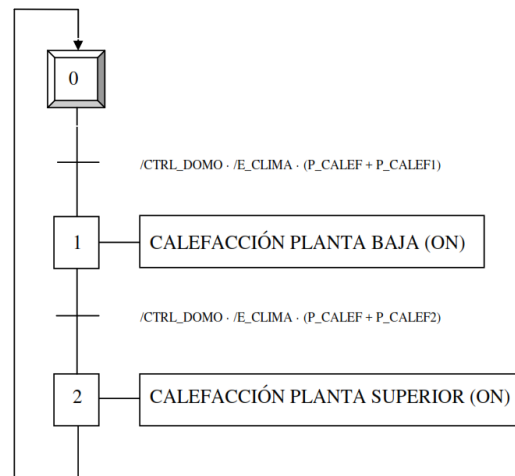 0
/CTRL_DOMO · /E_CLIMA · (P_CALEF + P_CALEF1)
1
CALEFACCIÓN PLANTA BAJA (ON)
/CTRL_DOMO · /E_CLIMA · (P_CALEF + P_CALEF2)
2
CALEFACCIÓN PLANTA SUPERIOR (ON)